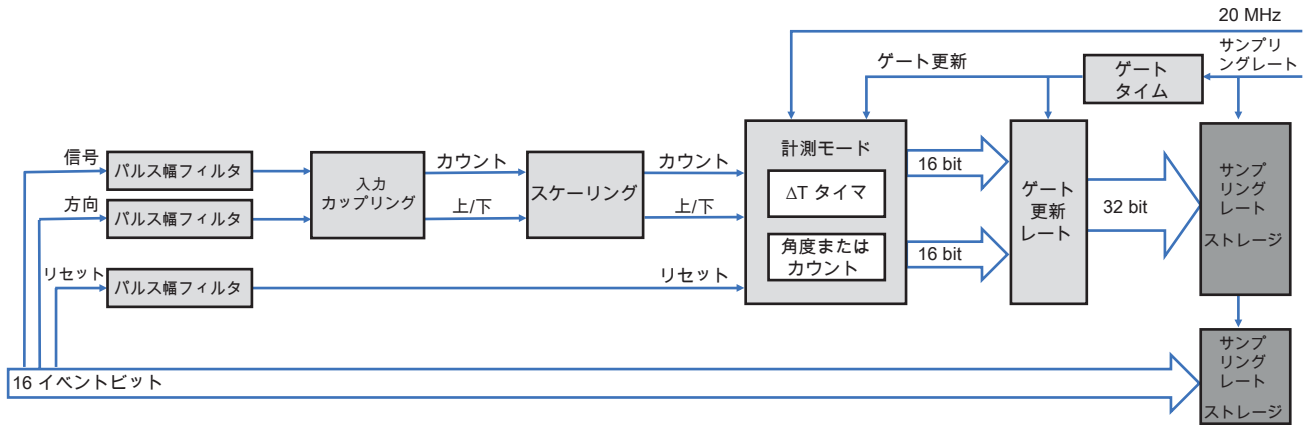 20 MHz
サンプリ
ングレート
ゲート更新
ゲート
タイム
信号
パルス幅フィルタ
方向
パルス幅フィルタ
リセット
パルス幅フィルタ
入力
カップリング
カウント
上/下
スケーリング
カウント
上/下
リセット
計測モード
ΔT タイマ
角度または
カウント
16 bit
16 bit
ゲート
更新
レート
32 bit
サンプ
リング
レート
ストレージ
16 イベントビット
サンプ
リング
レート
ストレージ